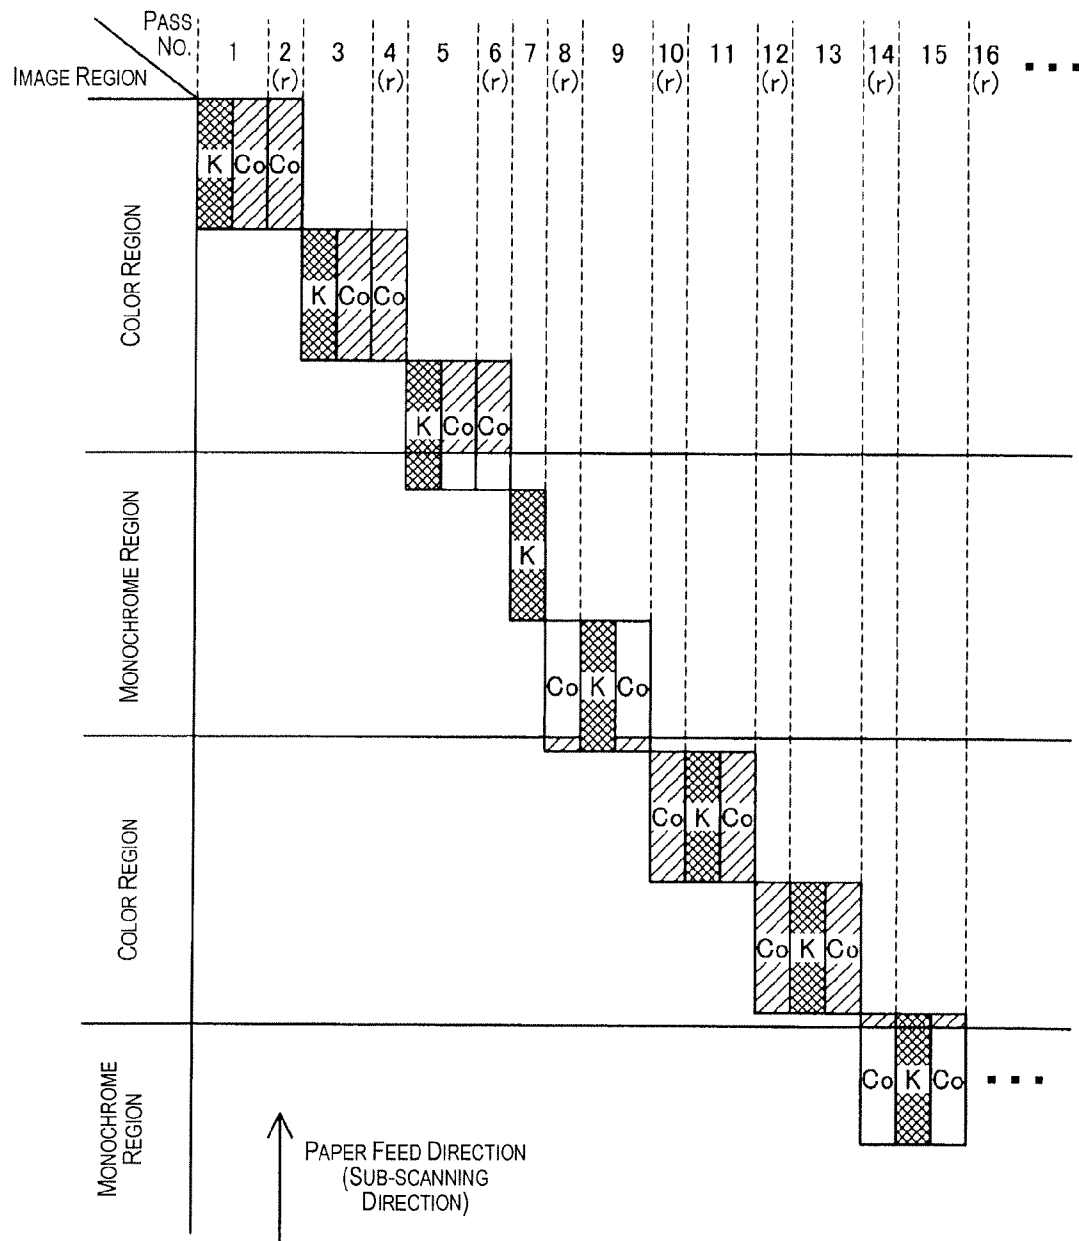 PASS
NO.
IMAGE REGION
1 2 3 4 5 6 7 8 9 10 11 12 13 14 15 16
(r) (r) (r) (r) (r) (r) (r) (r)
K Co Co
COLOR REGION
K Co Co
K Co Co
MONOCHROME REGION
K
Co K Co
COLOR REGION
Co K Co
Co K Co
MONOCHROME
REGION
Co K Co
PAPER FEED DIRECTION
(SUB-SCANNING
DIRECTION)